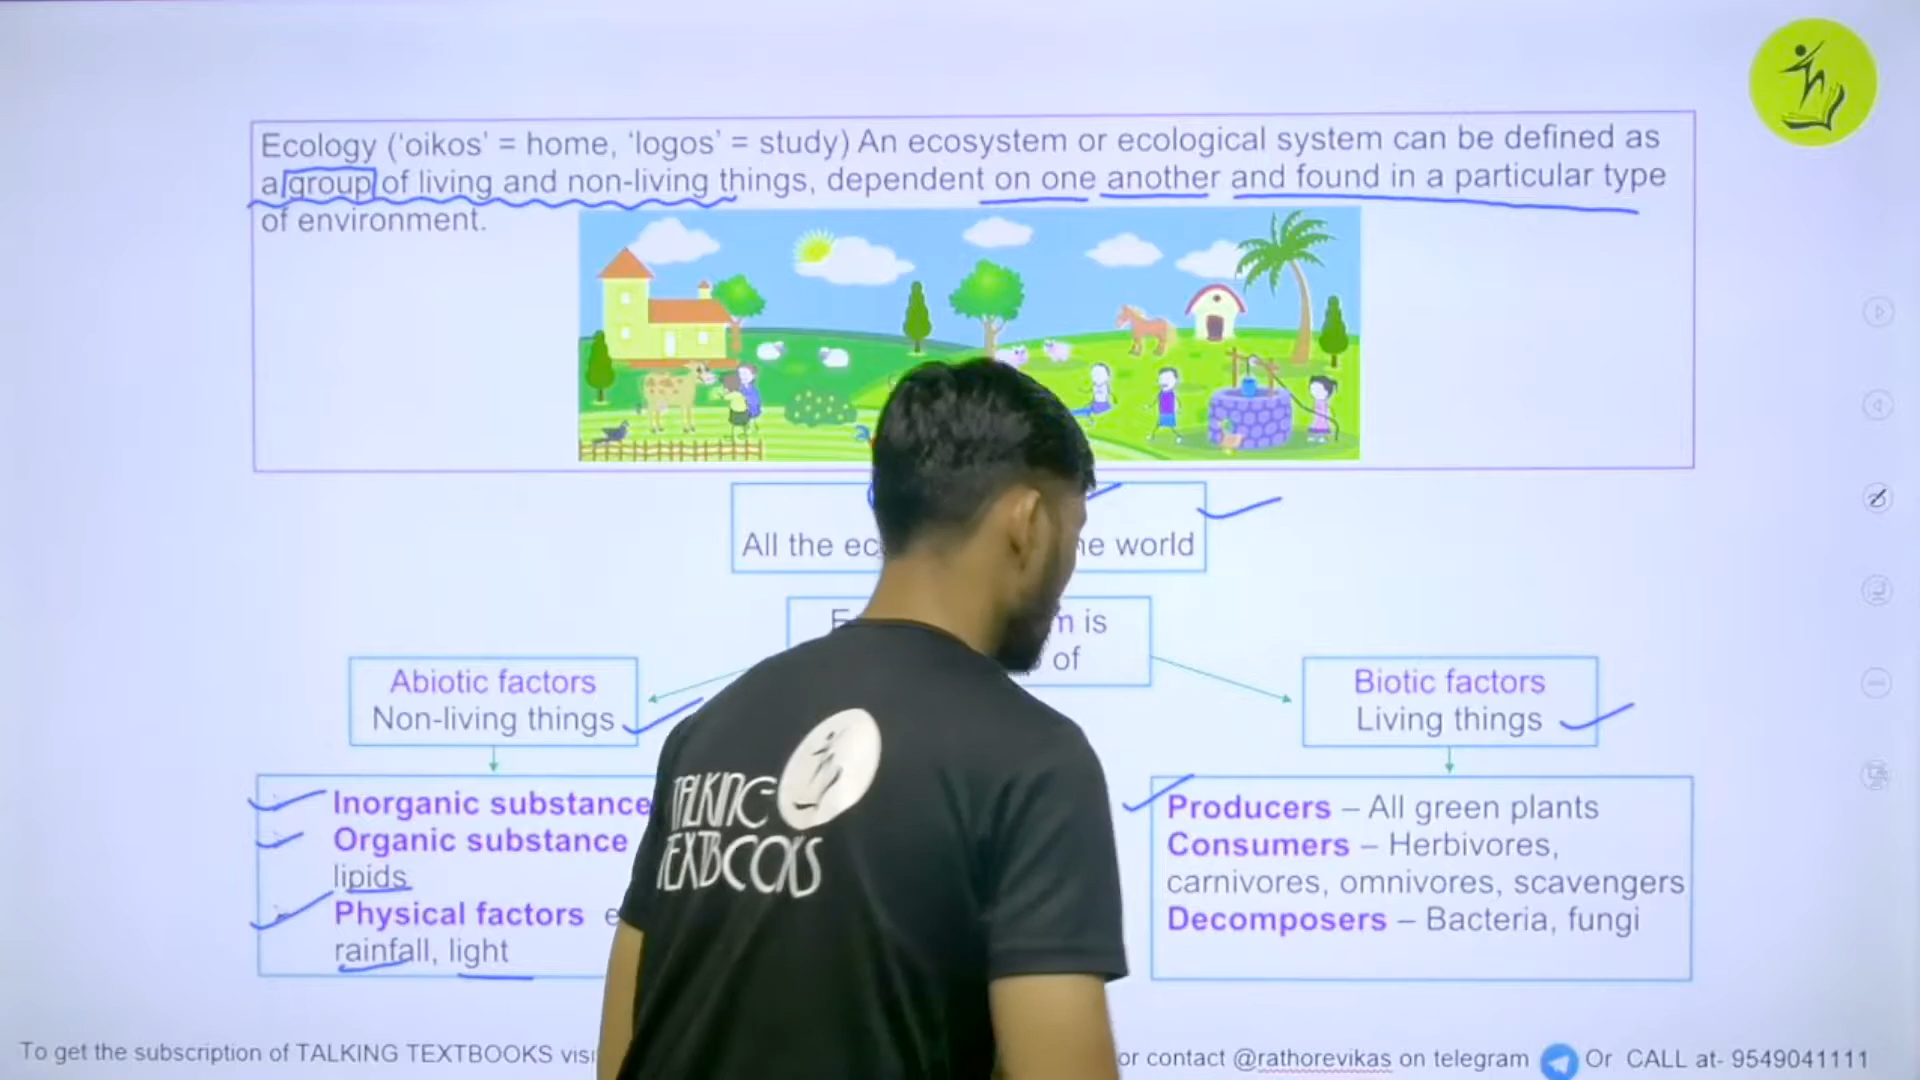 Ecology ('oikos' = home, 'logos' = study) An ecosystem or ecological system can be defined as
a group of living and non-living things, dependent on one another and found in a particular type
of environment.
All the world
is
of
Abiotic factors
Non-living things
Biotic factors
Living things
Inorganic substance
Organic substance
lipids
Physical factors
rainfall, light
Producers – All green plants
Consumers – Herbivores,
carnivores, omnivores, scavengers
Decomposers – Bacteria, fungi
TALKING
TEXTBOOKS
To get the subscription of TALKING TEXTBOOKS or contact @rathorevikas on telegram Or CALL at- 9549041111